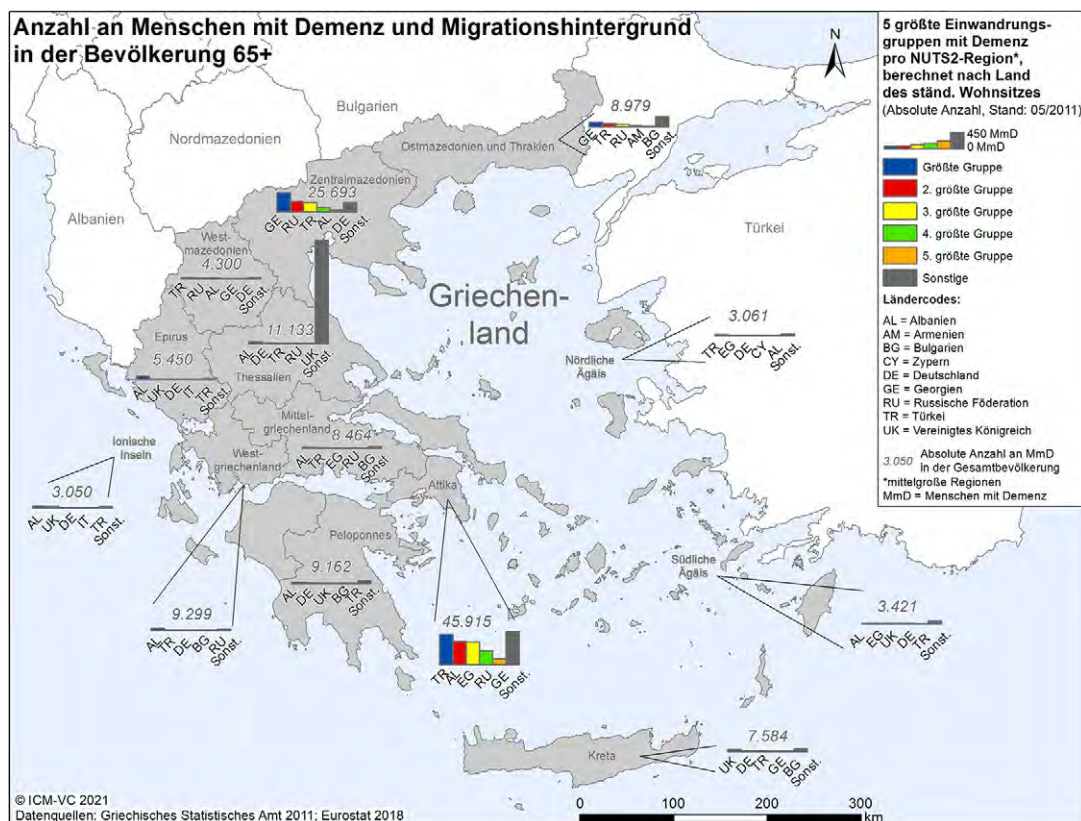 Anzahl an Menschen mit Demenz und Migrationshintergrund
in der Bevölkerung 65+
N
5 größte Einwandrungs-
gruppen mit Demenz
pro NUTS2-Region*,
berechnet nach Land
des ständ. Wohnsitzes
(Absolute Anzahl, Stand: 05/2011)
450 MmD
0 MmD
Größte Gruppe
2. größte Gruppe
3. größte Gruppe
4. größte Gruppe
5. größte Gruppe
Sonstige
Ländercodes:
AL = Albanien
AM = Armenien
BG = Bulgarien
CY = Zypern
DE = Deutschland
GE = Georgien
RU = Russische Föderation
TR = Türkei
UK = Vereinigtes Königreich
3.050 Absolute Anzahl an MmD
in der Gesamtbevölkerung
*mittelgroße Regionen
MmD = Menschen mit Demenz
Bulgarien
Nordmazedonien
Albanien
Türkei
Griechen-
land
Ostmazedonien und Thrakien
8.979
GE TR RU AM BG Sonst.
Zentralmazedonien
25.693
GE RU TR AL DE Sonst.
West-
mazedonien
4.300
TR RU AL GE DE Sonst.
11.133
AL DE TR RU UK Sonst.
Thessalien
Epirus
5.450
AL UK DE IT TR Sonst.
Nördliche
Ägäis
3.061
TR EG DE CY AL Sonst.
Mittel-
griechenland
8.464
AL TR EG RU BG Sonst.
Ionische
Inseln
3.050
AL UK DE IT TR Sonst.
West-
griechenland
9.299
AL TR DE BG RU Sonst.
Attika
45.915
TR AL EG RU GE Sonst.
Peloponnes
9.162
AL DE UK BG TR Sonst.
Südliche
Ägäis
3.421
AL EG UK DE TR Sonst.
Kreta
7.584
UK DE TR GE BG Sonst.
© ICM-VC 2021
Datenquellen: Griechisches Statistisches Amt 2011; Eurostat 2018
0 100 200 300
km